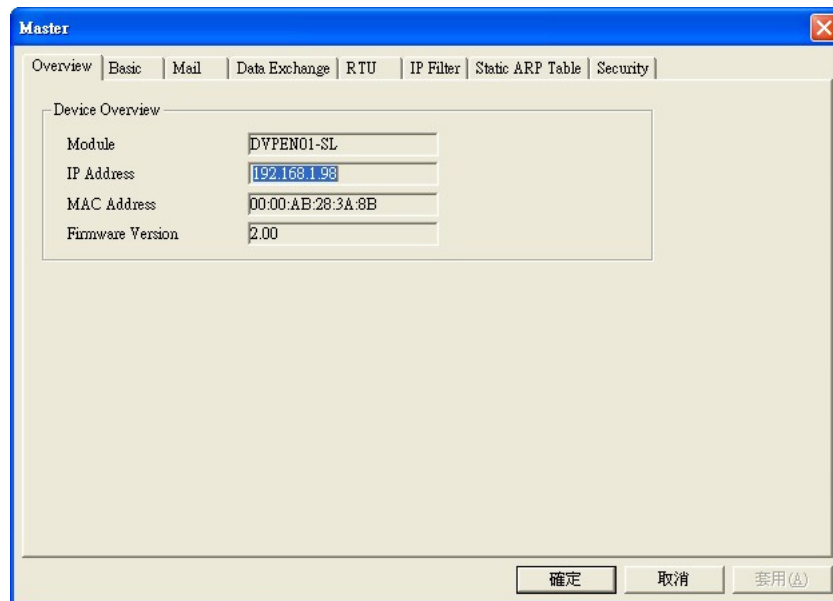 Master
Overview Basic Mail Data Exchange RTU IP Filter Static ARP Table Security
Device Overview
Module DVPEN01-SL
IP Address 192.168.1.98
MAC Address 00:00:AB:28:3A:8B
Firmware Version 2.00
確定 取消 套用(A)